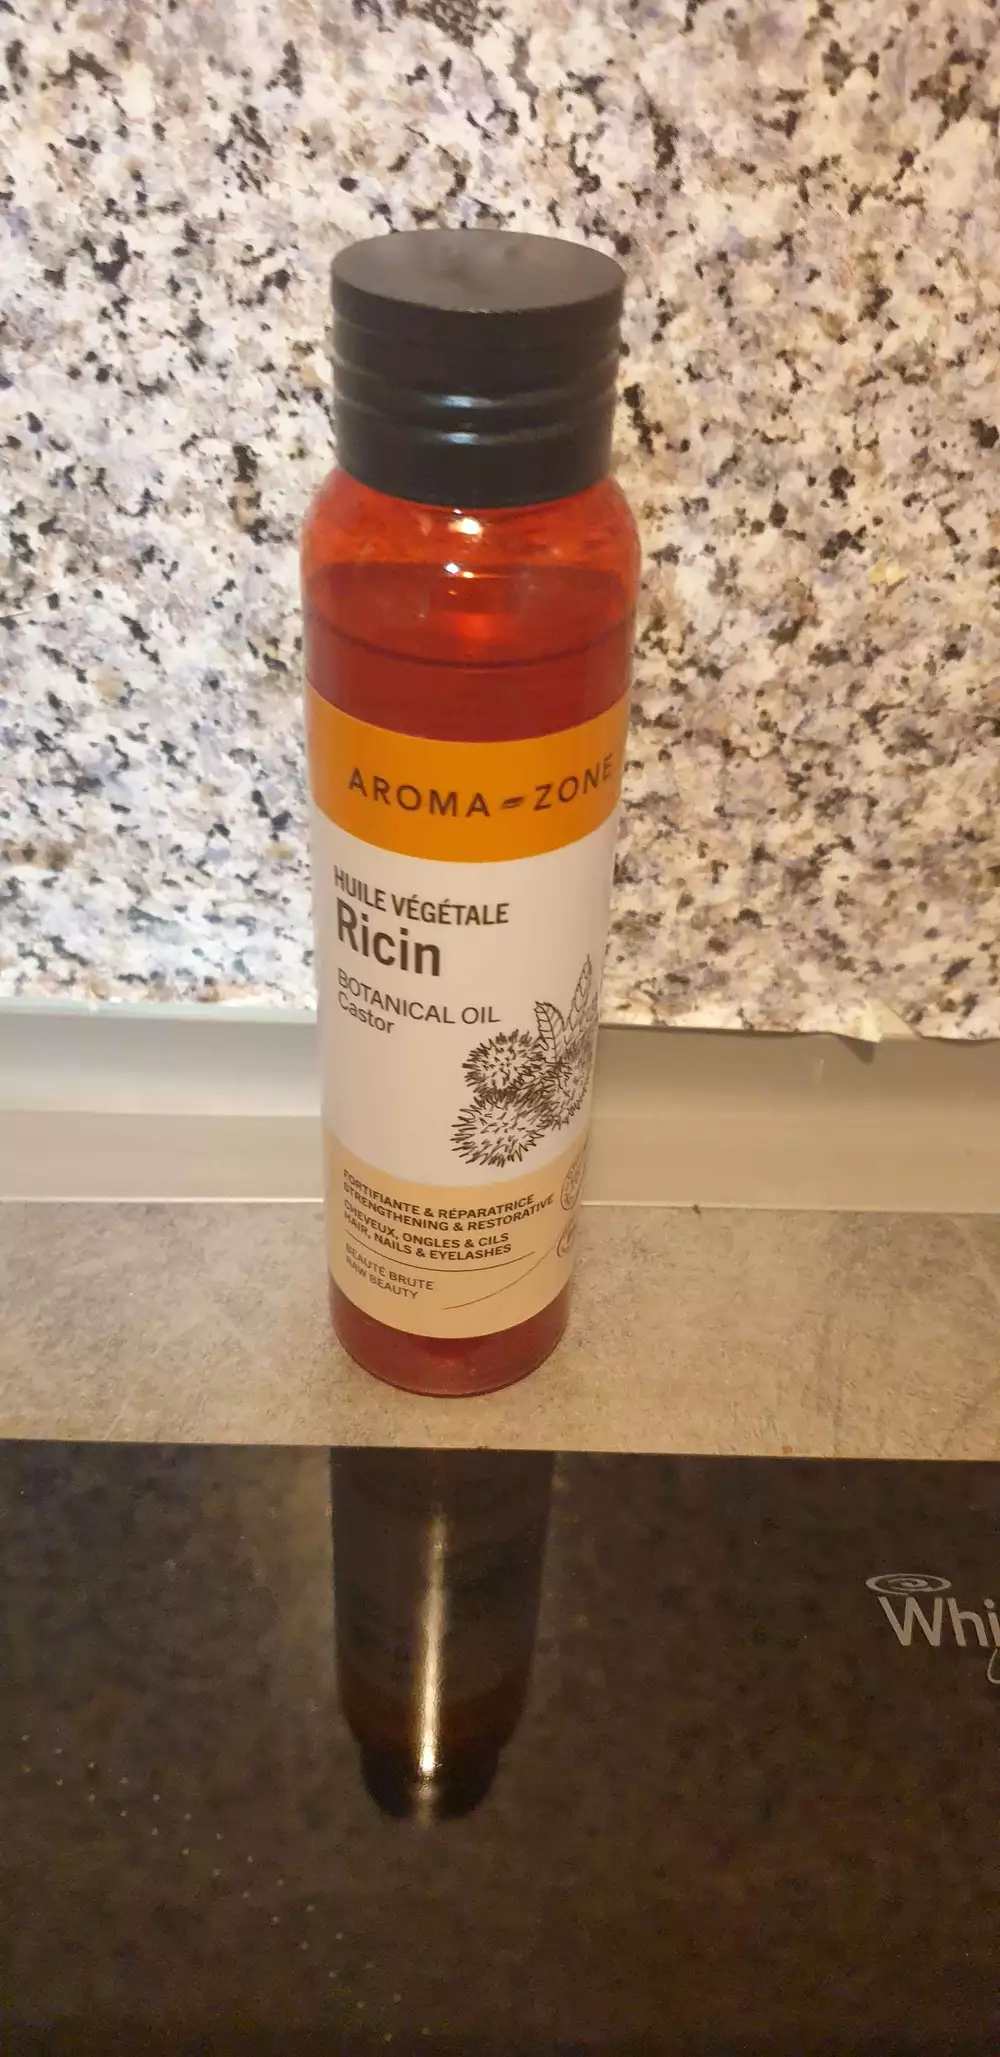 AROMA ZONE
HUILE VÉGÉTALE
Ricin
BOTANICAL OIL
Castor
FORTIFIANTE & RÉPARATRICE
STRENGTHENING & RESTORATIVE
CHEVEUX, ONGLES & CILS
HAIR, NAILS & EYELASHES
BEAUTÉ BRUTE
RAW BEAUTY
Whi